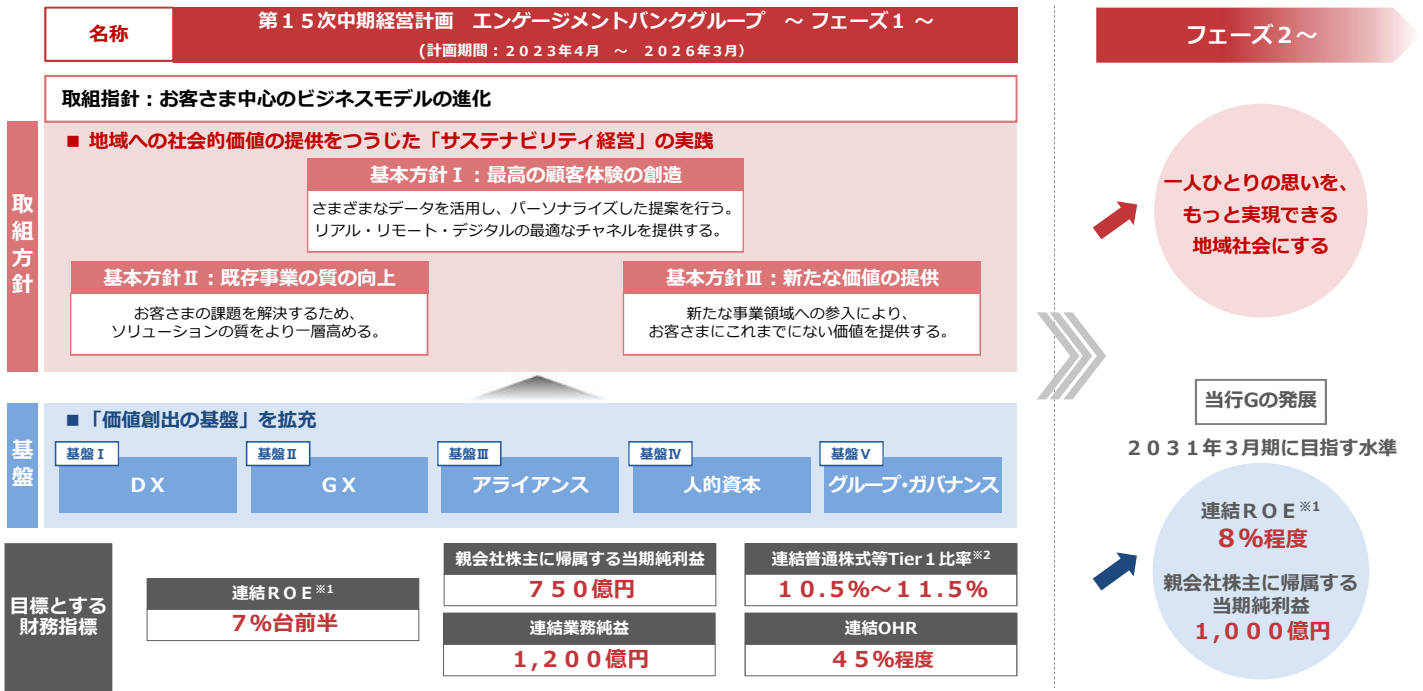 名称
第15次中期経営計画 エンゲージメントバンクグループ ~ フェーズ1 ~
(計画期間:2023年4月 ~ 2026年3月)
取組指針:お客さま中心のビジネスモデルの進化
取組方針
■ 地域への社会的価値の提供をつうじた「サステナビリティ経営」の実践
基本方針Ⅰ:最高の顧客体験の創造
さまざまなデータを活用し、パーソナライズした提案を行う。
リアル・リモート・デジタルの最適なチャネルを提供する。
基本方針Ⅱ:既存事業の質の向上
お客さまの課題を解決するため、
ソリューションの質をより一層高める。
基本方針Ⅲ:新たな価値の提供
新たな事業領域への参入により、
お客さまにこれまでにない価値を提供する。
基盤
■「価値創出の基盤」を拡充
基盤Ⅰ
DX
基盤Ⅱ
GX
基盤Ⅲ
アライアンス
基盤Ⅳ
人的資本
基盤Ⅴ
グループ・ガバナンス
目標とする
財務指標
連結ROE※1
7%台前半
親会社株主に帰属する当期純利益
750億円
連結業務純益
1,200億円
連結普通株式等Tier1比率※2
10.5%~11.5%
連結OHR
45%程度
フェーズ2~
一人ひとりの思いを、
もっと実現できる
地域社会にする
当行Gの発展
2031年3月期に目指す水準
連結ROE※1
8%程度
親会社株主に帰属する
当期純利益
1,000億円